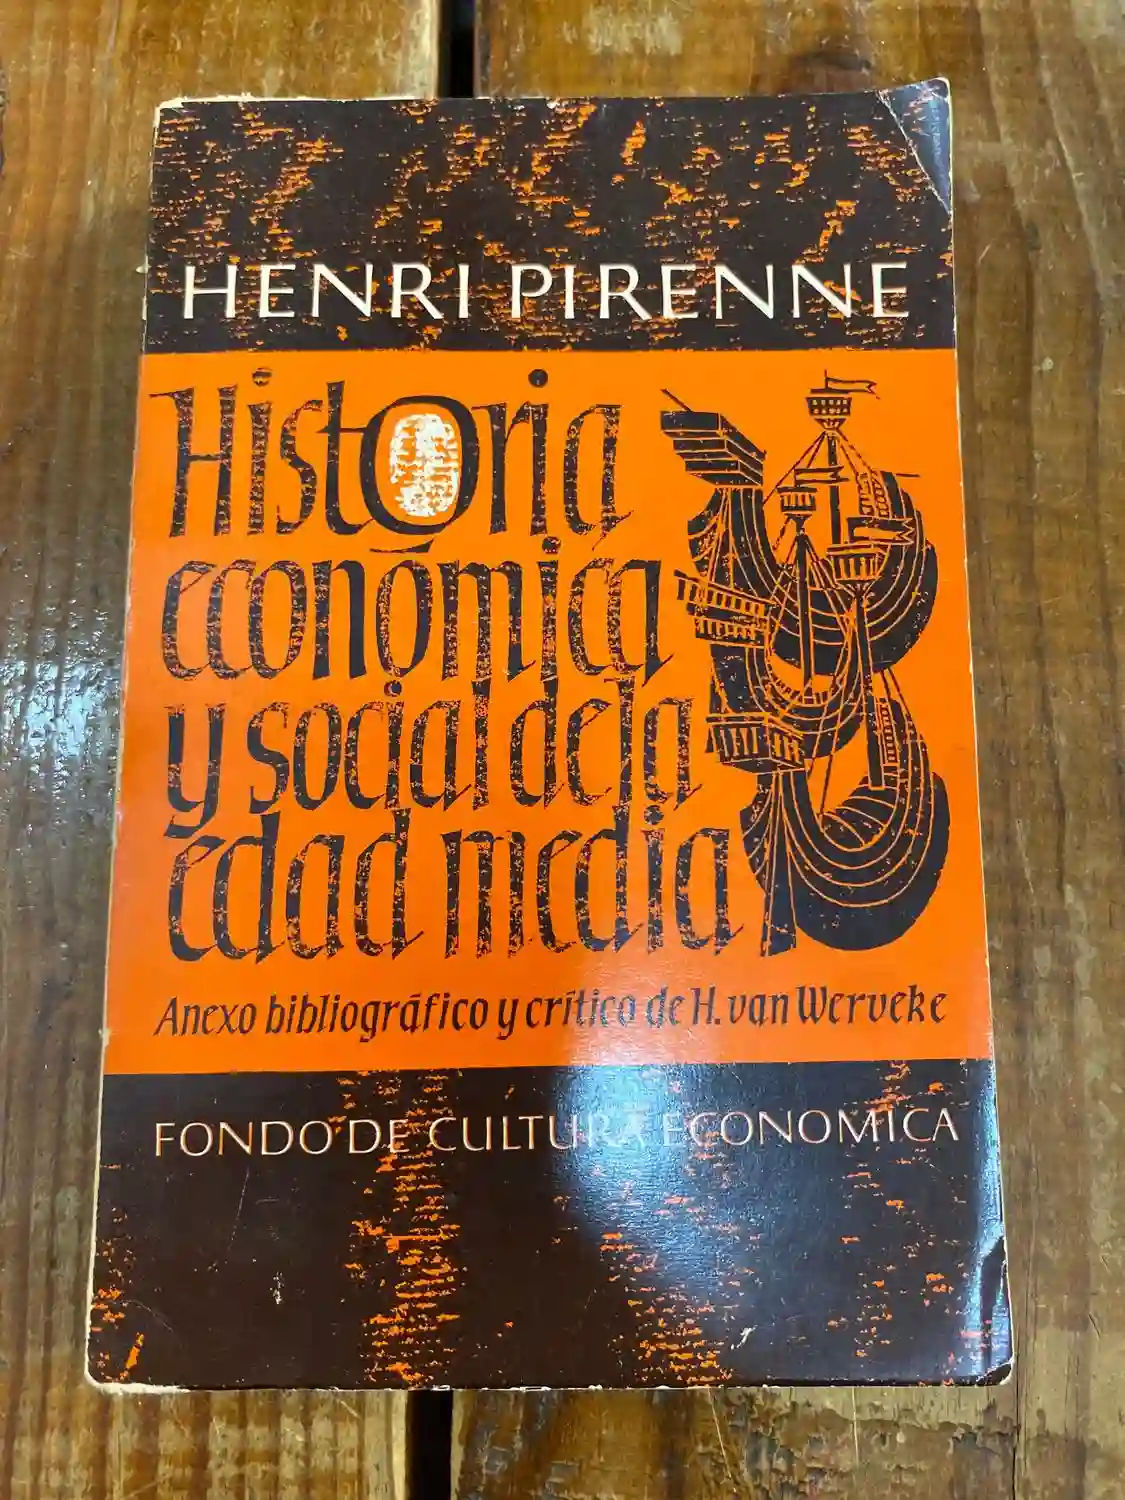 HENRI PIRENNE
Historia
económica
y social de la
edad media
Anexo bibliográfico y crítico de H. van Werveke
FONDO DE CULTURA ECONOMICA